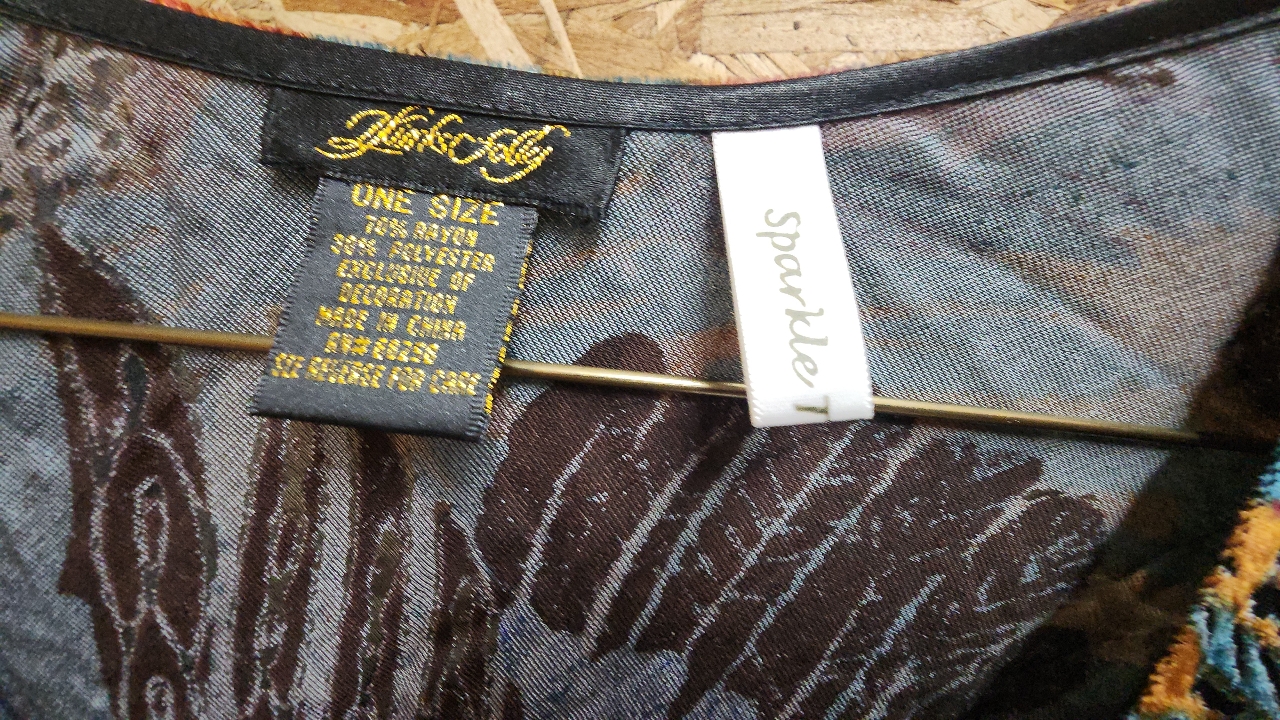 ONE SIZE
70% RAYON
30% POLYESTER
EXCLUSIVE OF
DECORATION
MADE IN CHINA
SEE REVERSE FOR CARE
Sparkle T